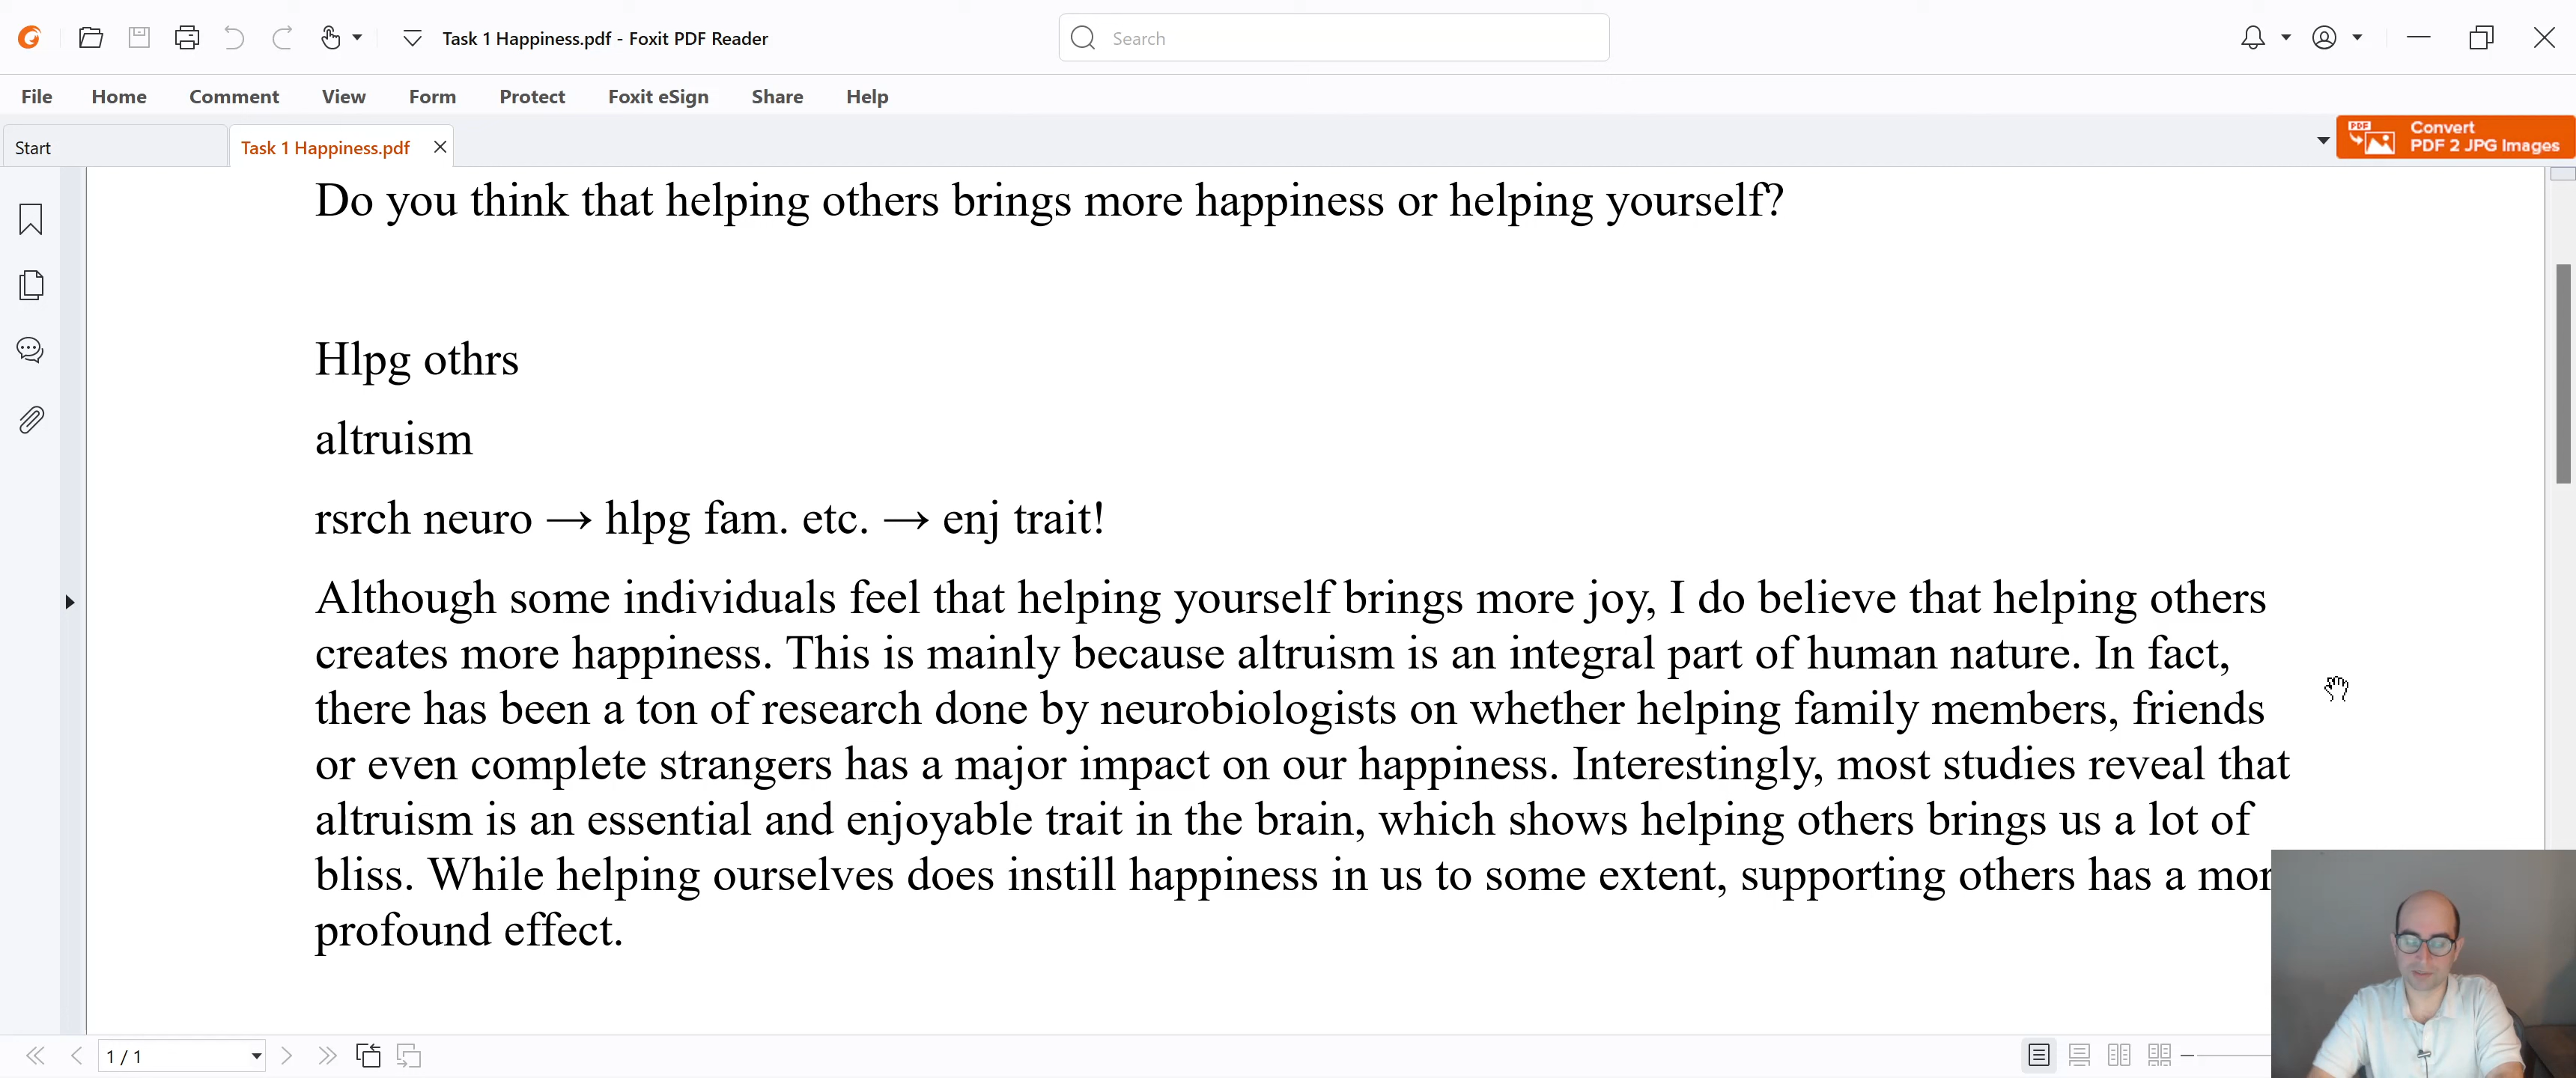 Task 1 Happiness.pdf - Foxit PDF Reader
Search
File Home Comment View Form Protect Foxit eSign Share Help
Start
Task 1 Happiness.pdf
PDF
Convert
PDF 2 JPG Images
Do you think that helping others brings more happiness or helping yourself?
Hlpg othrs
altruism
rsrch neuro → hlpg fam. etc. → enj trait!
Although some individuals feel that helping yourself brings more joy, I do believe that helping others
creates more happiness. This is mainly because altruism is an integral part of human nature. In fact,
there has been a ton of research done by neurobiologists on whether helping family members, friends
or even complete strangers has a major impact on our happiness. Interestingly, most studies reveal that
altruism is an essential and enjoyable trait in the brain, which shows helping others brings us a lot of
bliss. While helping ourselves does instill happiness in us to some extent, supporting others has a mor
profound effect.
1 / 1